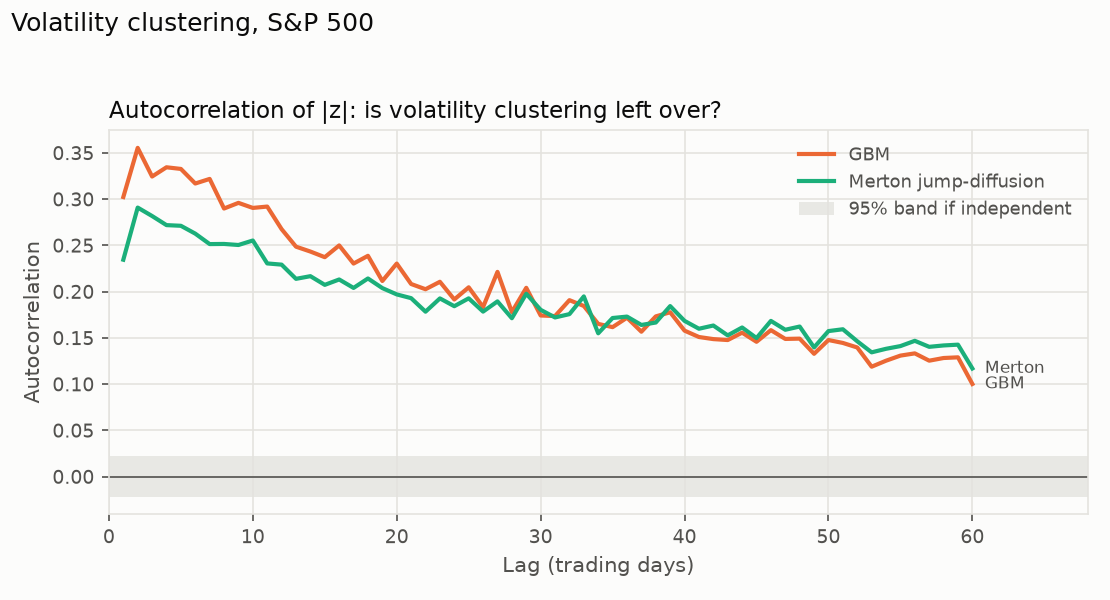 Volatility clustering, S&P 500
Autocorrelation of |z|: is volatility clustering left over?
GBM
Merton jump-diffusion
95% band if independent
Autocorrelation
0.35
0.30
0.25
0.20
0.15
0.10
0.05
0.00
Merton
GBM
0 10 20 30 40 50 60
Lag (trading days)